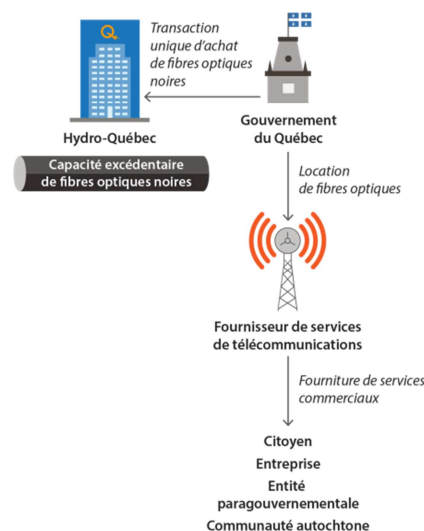 Transaction
unique d'achat
de fibres optiques
noires
Hydro-Québec
Capacité excédentaire
de fibres optiques noires
Gouvernement
du Québec
Location
de fibres optiques
Fournisseur de services
de télécommunications
Fourniture de services
commerciaux
Citoyen
Entreprise
Entité
paragouvernementale
Communauté autochtone